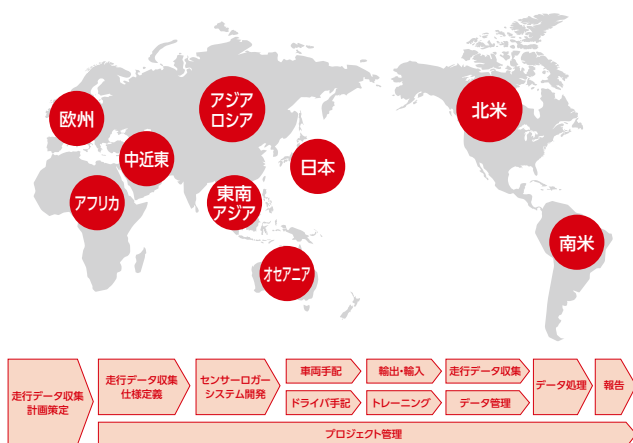 アジア
ロシア
北米
欧州
中近東
日本
アフリカ
東南
アジア
南米
オセアニア
走行データ収集
計画策定
走行データ収集
仕様定義
センサーロガー
システム開発
車両手配
輸出・輸入
走行データ収集
ドライバ手記
トレーニング
データ管理
データ処理
報告
プロジェクト管理